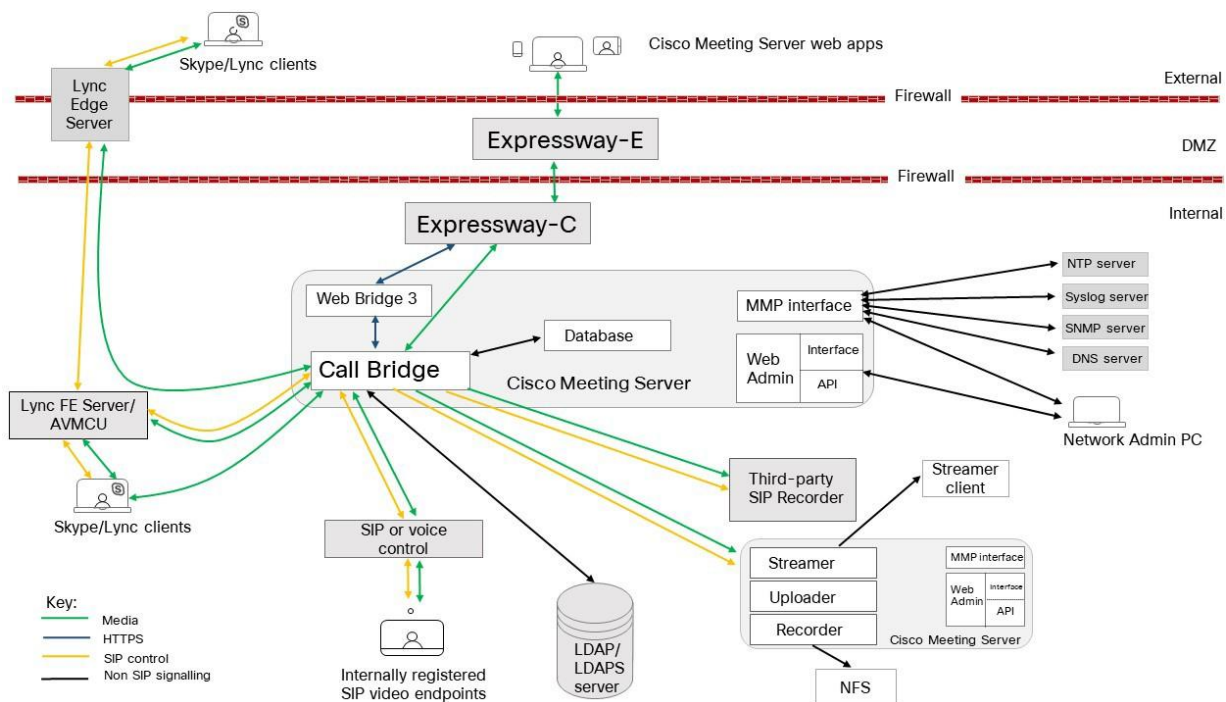 Skype/Lync clients
Cisco Meeting Server web apps
Lync
Edge
Server
External
Firewall
Expressway-E
DMZ
Firewall
Internal
Expressway-C
Web Bridge 3
MMP interface
NTP server
Syslog server
SNMP server
DNS server
Database
Call Bridge
Cisco Meeting Server
Web
Admin
Interface
API
Lync FE Server/
AVMCU
Network Admin PC
Skype/Lync clients
Third-party
SIP Recorder
Streamer
client
SIP or voice
control
Streamer
Uploader
Recorder
MMP interface
Web
Admin
Interface
API
Cisco Meeting Server
Key:
Media
HTTPS
SIP control
Non SIP signalling
Internally registered
SIP video endpoints
LDAP/
LDAPS
server
NFS